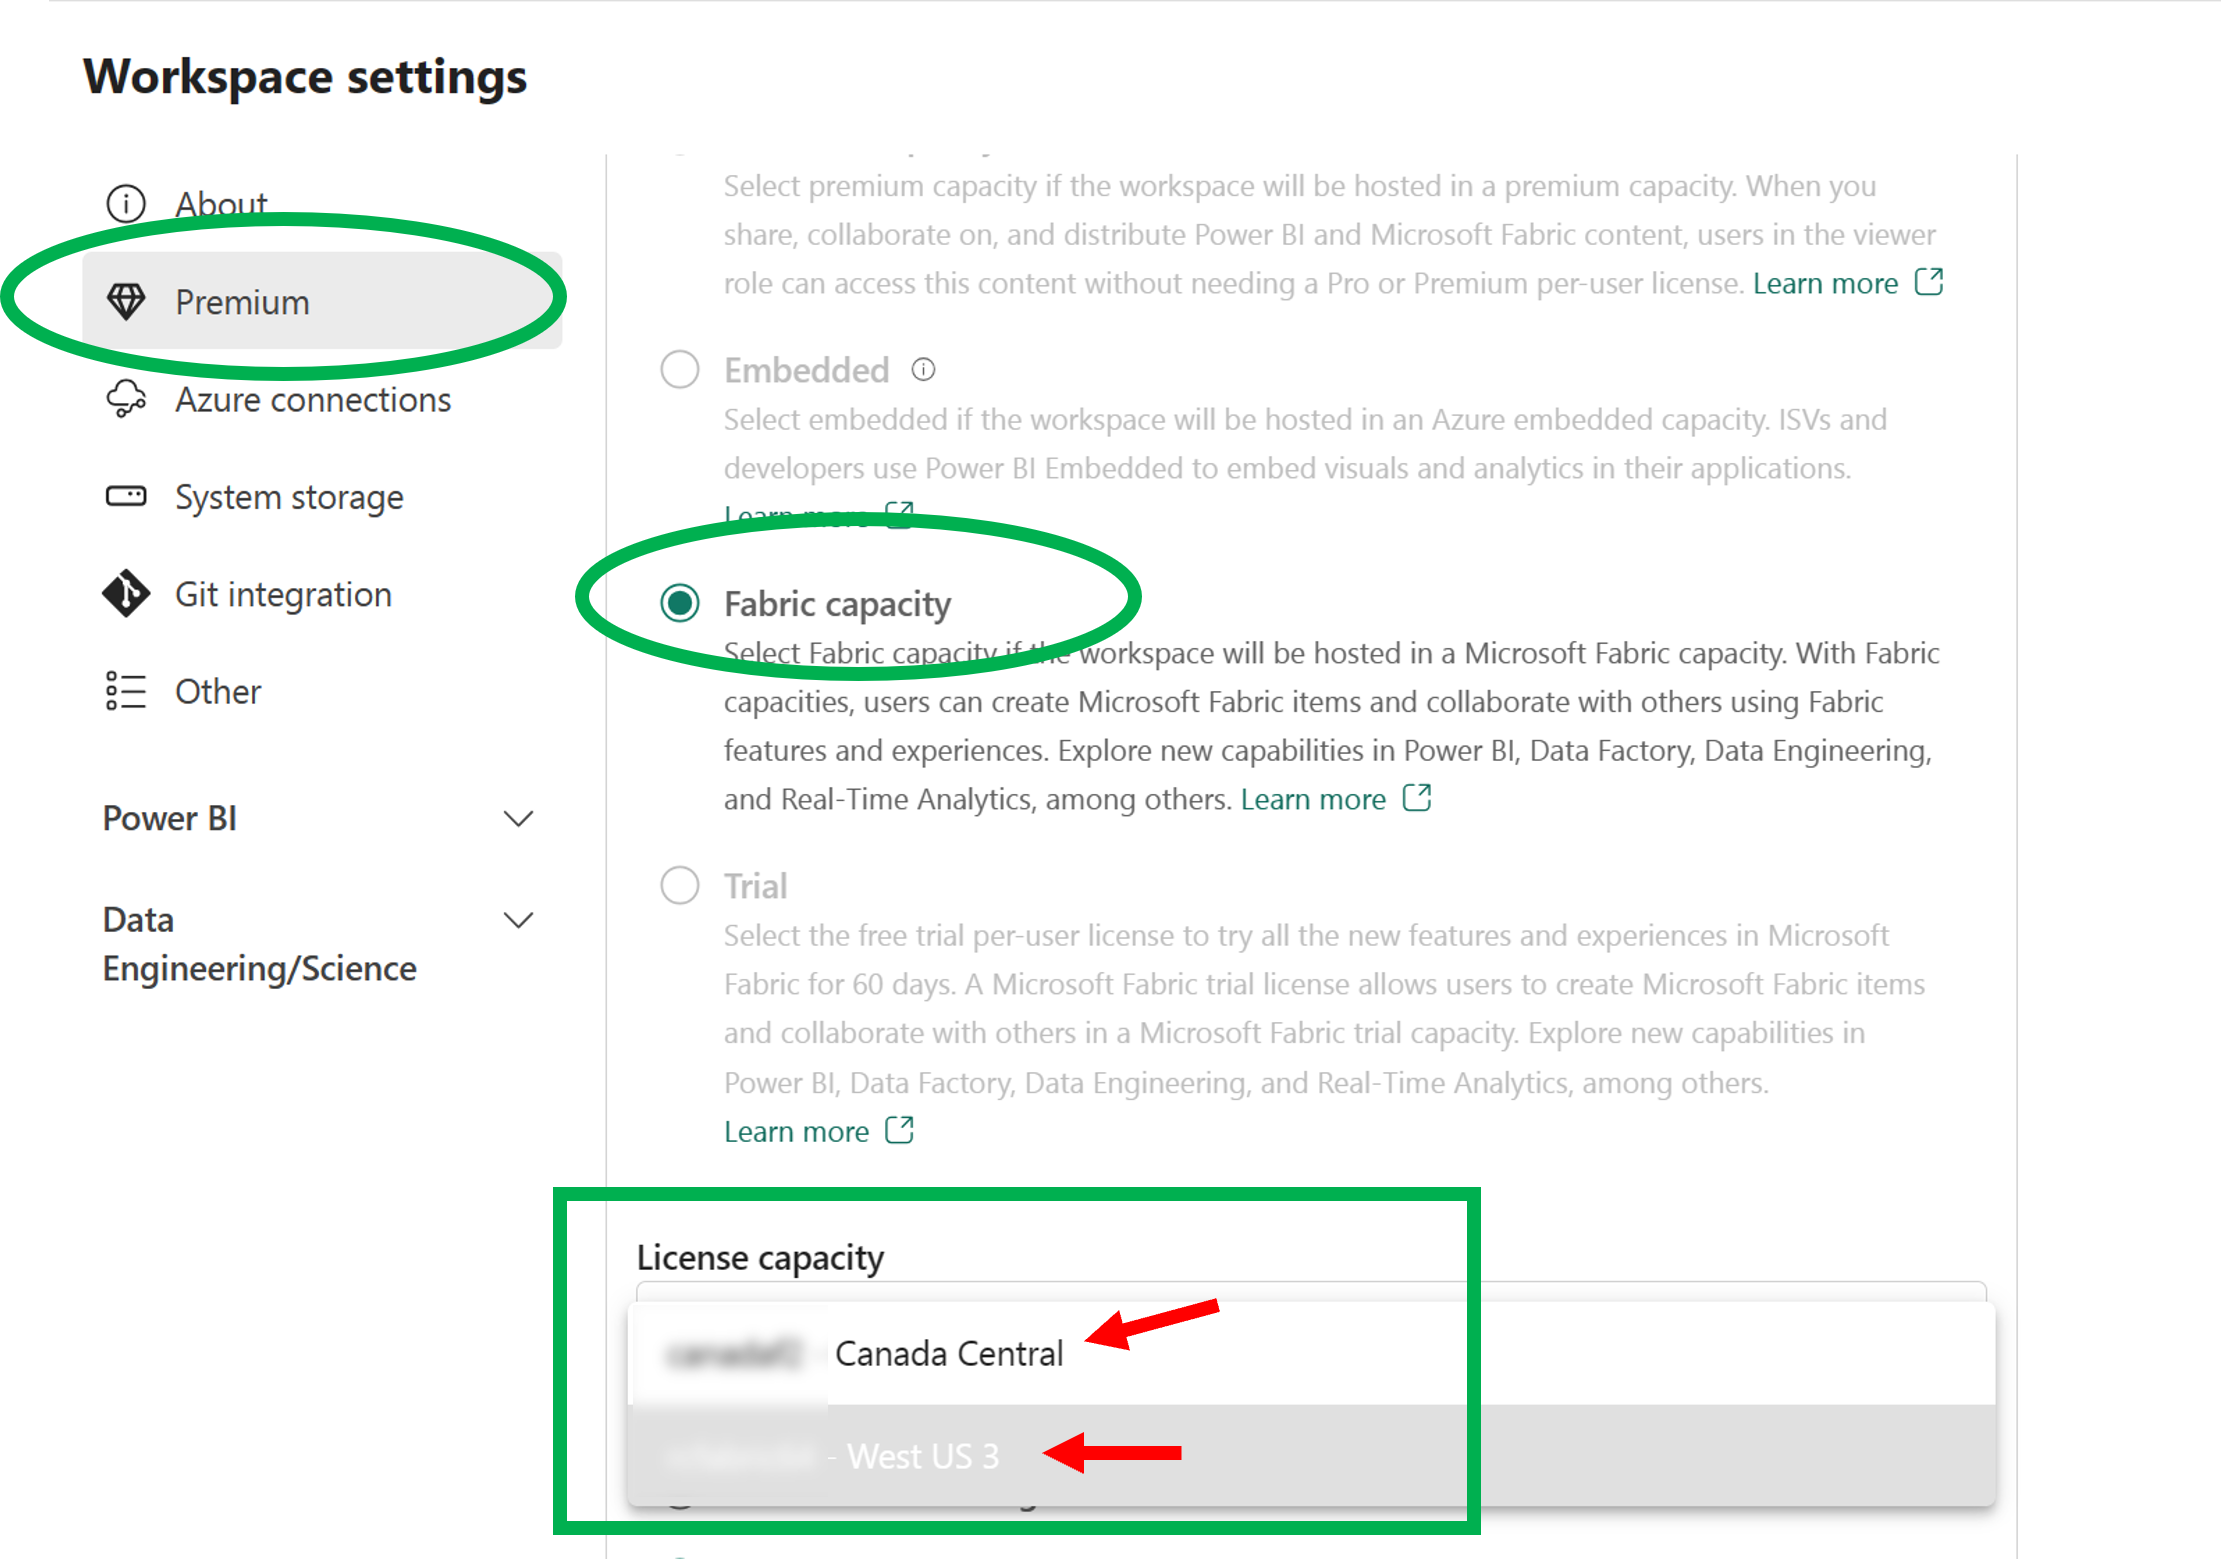 Workspace settings
About
Premium
Azure connections
System storage
Git integration
Other
Power BI
Data
Engineering/Science
Select premium capacity if the workspace will be hosted in a premium capacity. When you
share, collaborate on, and distribute Power BI and Microsoft Fabric content, users in the viewer
role can access this content without needing a Pro or Premium per-user license. Learn more
Embedded
Select embedded if the workspace will be hosted in an Azure embedded capacity. ISVs and
developers use Power BI Embedded to embed visuals and analytics in their applications.
Learn more
Fabric capacity
Select Fabric capacity if the workspace will be hosted in a Microsoft Fabric capacity. With Fabric
capacities, users can create Microsoft Fabric items and collaborate with others using Fabric
features and experiences. Explore new capabilities in Power BI, Data Factory, Data Engineering,
and Real-Time Analytics, among others. Learn more
Trial
Select the free trial per-user license to try all the new features and experiences in Microsoft
Fabric for 60 days. A Microsoft Fabric trial license allows users to create Microsoft Fabric items
and collaborate with others in a Microsoft Fabric trial capacity. Explore new capabilities in
Power BI, Data Factory, Data Engineering, and Real-Time Analytics, among others.
Learn more
License capacity
Canada Central
- West US 3